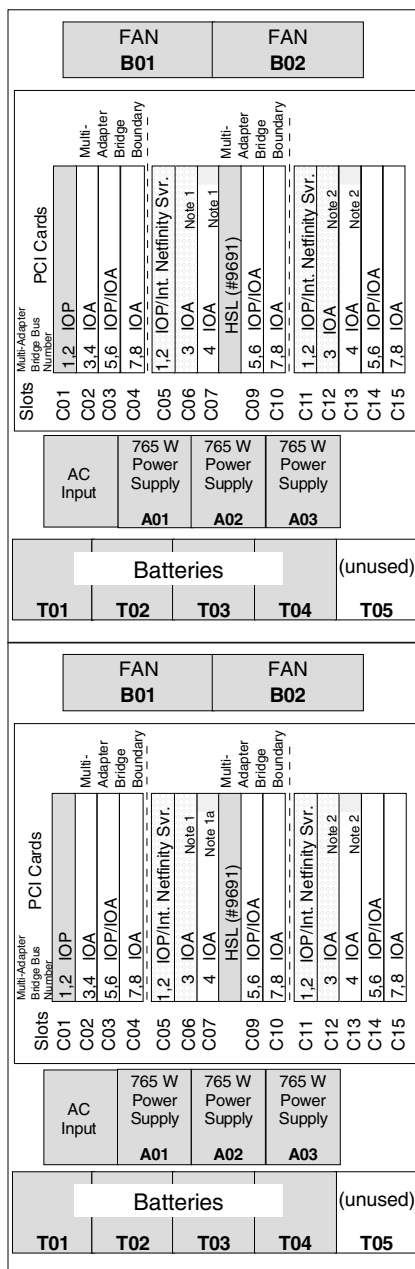 FAN
B01
FAN
B02
Multi-
Adapter
Bridge
Boundary
Multi-
Adapter
Bridge
Boundary
PCI Cards
Multi-Adapter
Bridge Bus
Number
Slots
1,2 IOP
C01
3,4 IOA
C02
5,6 IOP/IOA
C03
7,8 IOA
C04
1,2 IOP/Int. Netfinity Svr.
C05
3 IOA Note 1
C06
4 IOA Note 1
C07
HSL (#9691)
5,6 IOP/IOA
C09
7,8 IOA
C10
1,2 IOP/Int. Netfinity Svr.
C11
3 IOA Note 2
C12
4 IOA Note 2
C13
5,6 IOP/IOA
C14
7,8 IOA
C15
AC
Input
765 W
Power
Supply
A01
765 W
Power
Supply
A02
765 W
Power
Supply
A03
Batteries
(unused)
T01
T02
T03
T04
T05
FAN
B01
FAN
B02
Multi-
Adapter
Bridge
Boundary
Multi-
Adapter
Bridge
Boundary
PCI Cards
Multi-Adapter
Bridge Bus
Number
Slots
1,2 IOP
C01
3,4 IOA
C02
5,6 IOP/IOA
C03
7,8 IOA
C04
1,2 IOP/Int. Netfinity Svr.
C05
3 IOA Note 1
C06
4 IOA Note 1a
C07
HSL (#9691)
5,6 IOP/IOA
C09
7,8 IOA
C10
1,2 IOP/Int. Netfinity Svr.
C11
3 IOA Note 2
C12
4 IOA Note 2
C13
5,6 IOP/IOA
C14
7,8 IOA
C15
AC
Input
765 W
Power
Supply
A01
765 W
Power
Supply
A02
765 W
Power
Supply
A03
Batteries
(unused)
T01
T02
T03
T04
T05